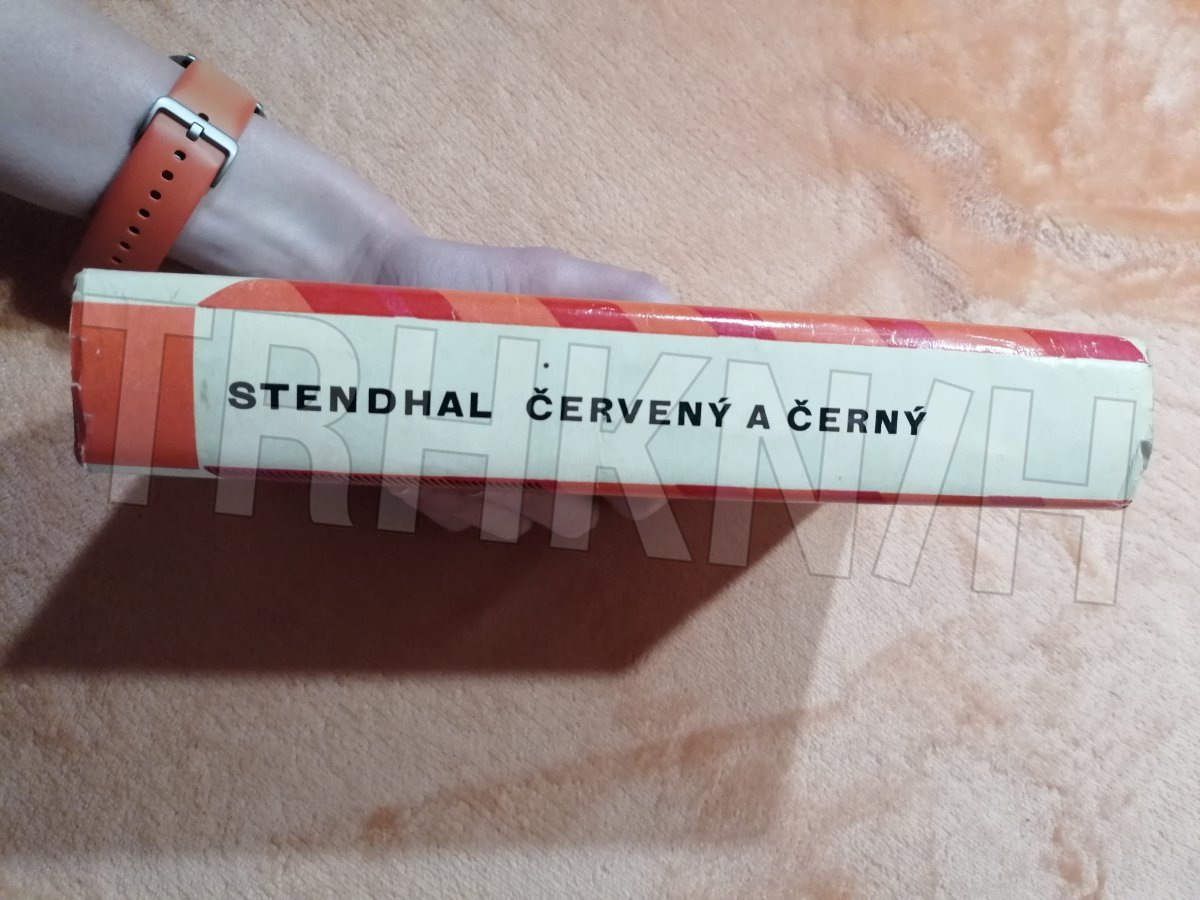 STENDHAL ČERVENÝ A ČERNÝ
TRHKNIH